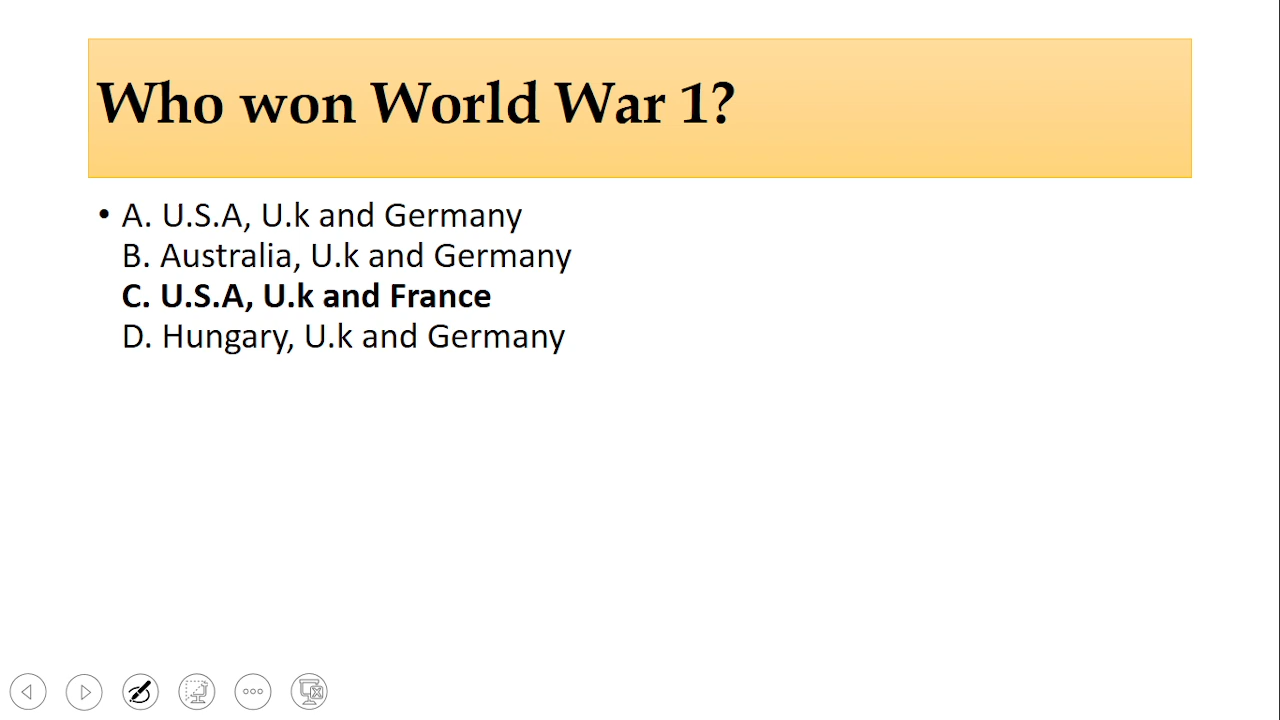 Who won World War 1?
• A. U.S.A, U.k and Germany
B. Australia, U.k and Germany
C. U.S.A, U.k and France
D. Hungary, U.k and Germany